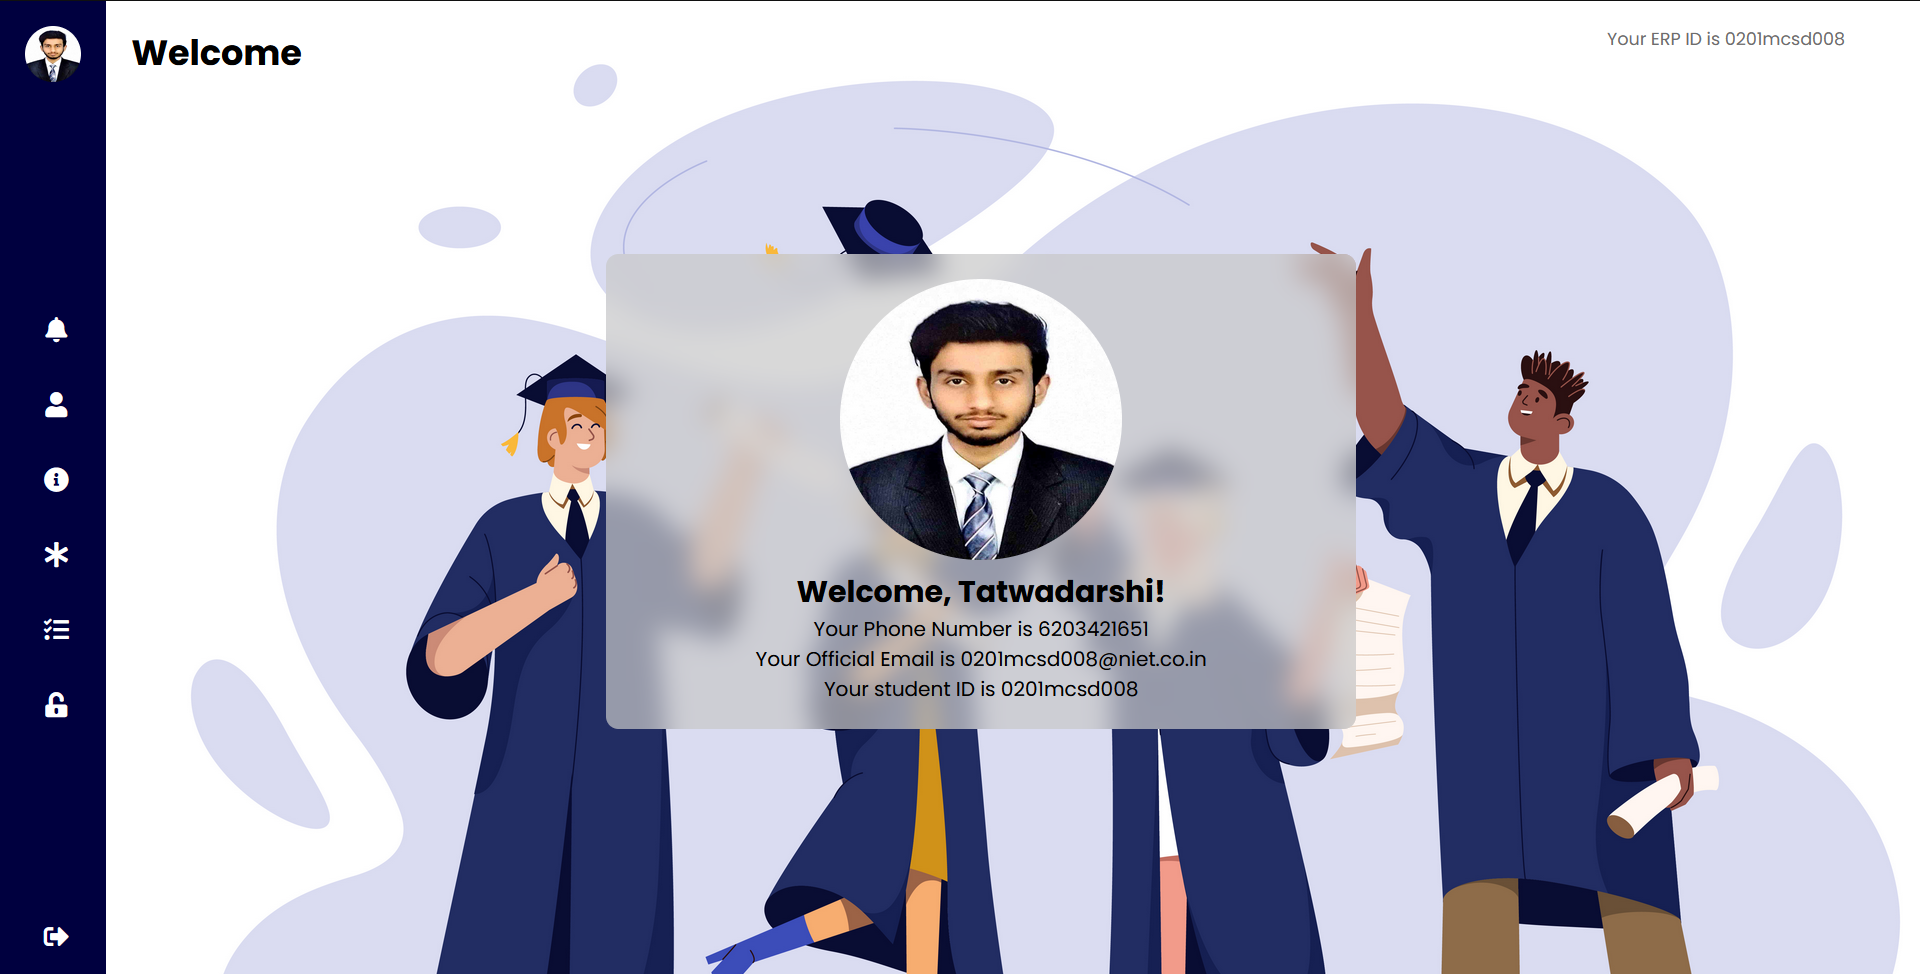 Welcome
Your ERP ID is 0201mcsd008
Welcome, Tatwadarshi!
Your Phone Number is 6203421651
Your Official Email is 0201mcsd008@niet.co.in
Your student ID is 0201mcsd008